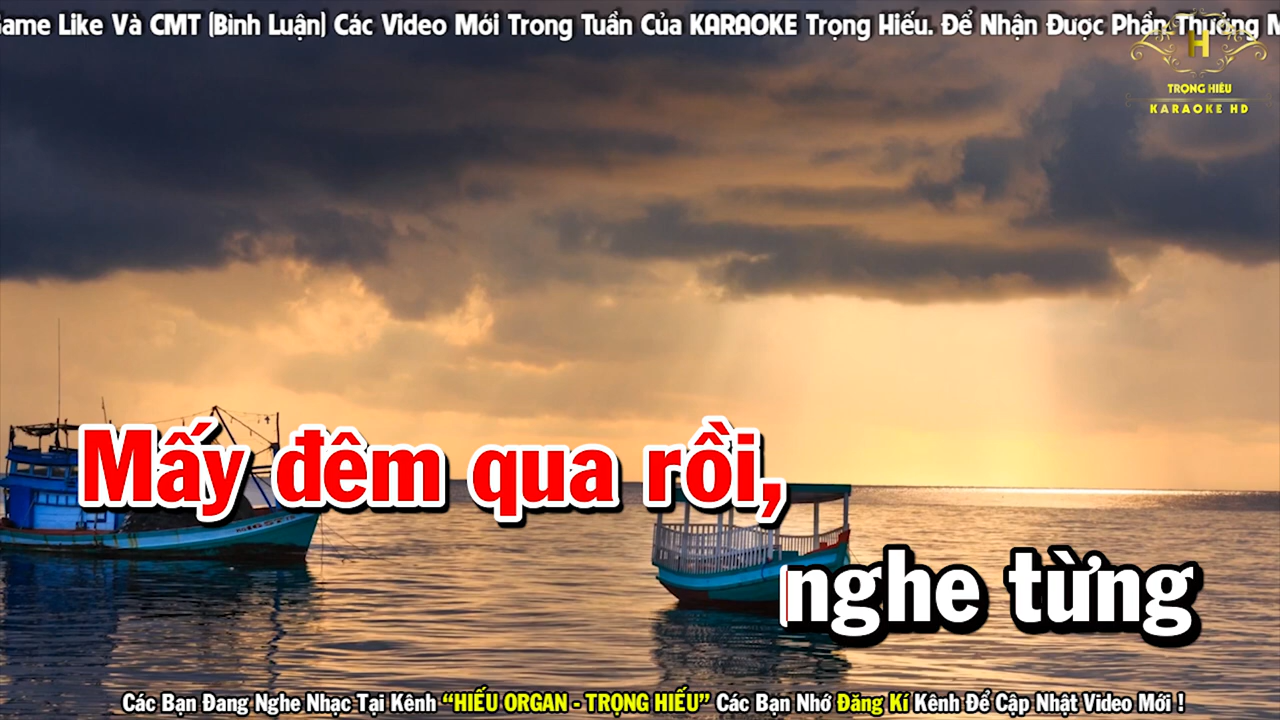 Game Like Và CMT (Bình Luận) Các Video Mới Trong Tuần Của KARAOKE Trọng Hiếu. Để Nhận Được Phần Thưởng
H
TRỌNG HIẾU
KARAOKE HD
Mấy đêm qua rồi,
nghe từng
Các Bạn Đang Nghe Nhạc Tại Kênh “HIẾU ORGAN - TRỌNG HIẾU” Các Bạn Nhớ Đăng Kí Kênh Để Cập Nhật Video Mới !